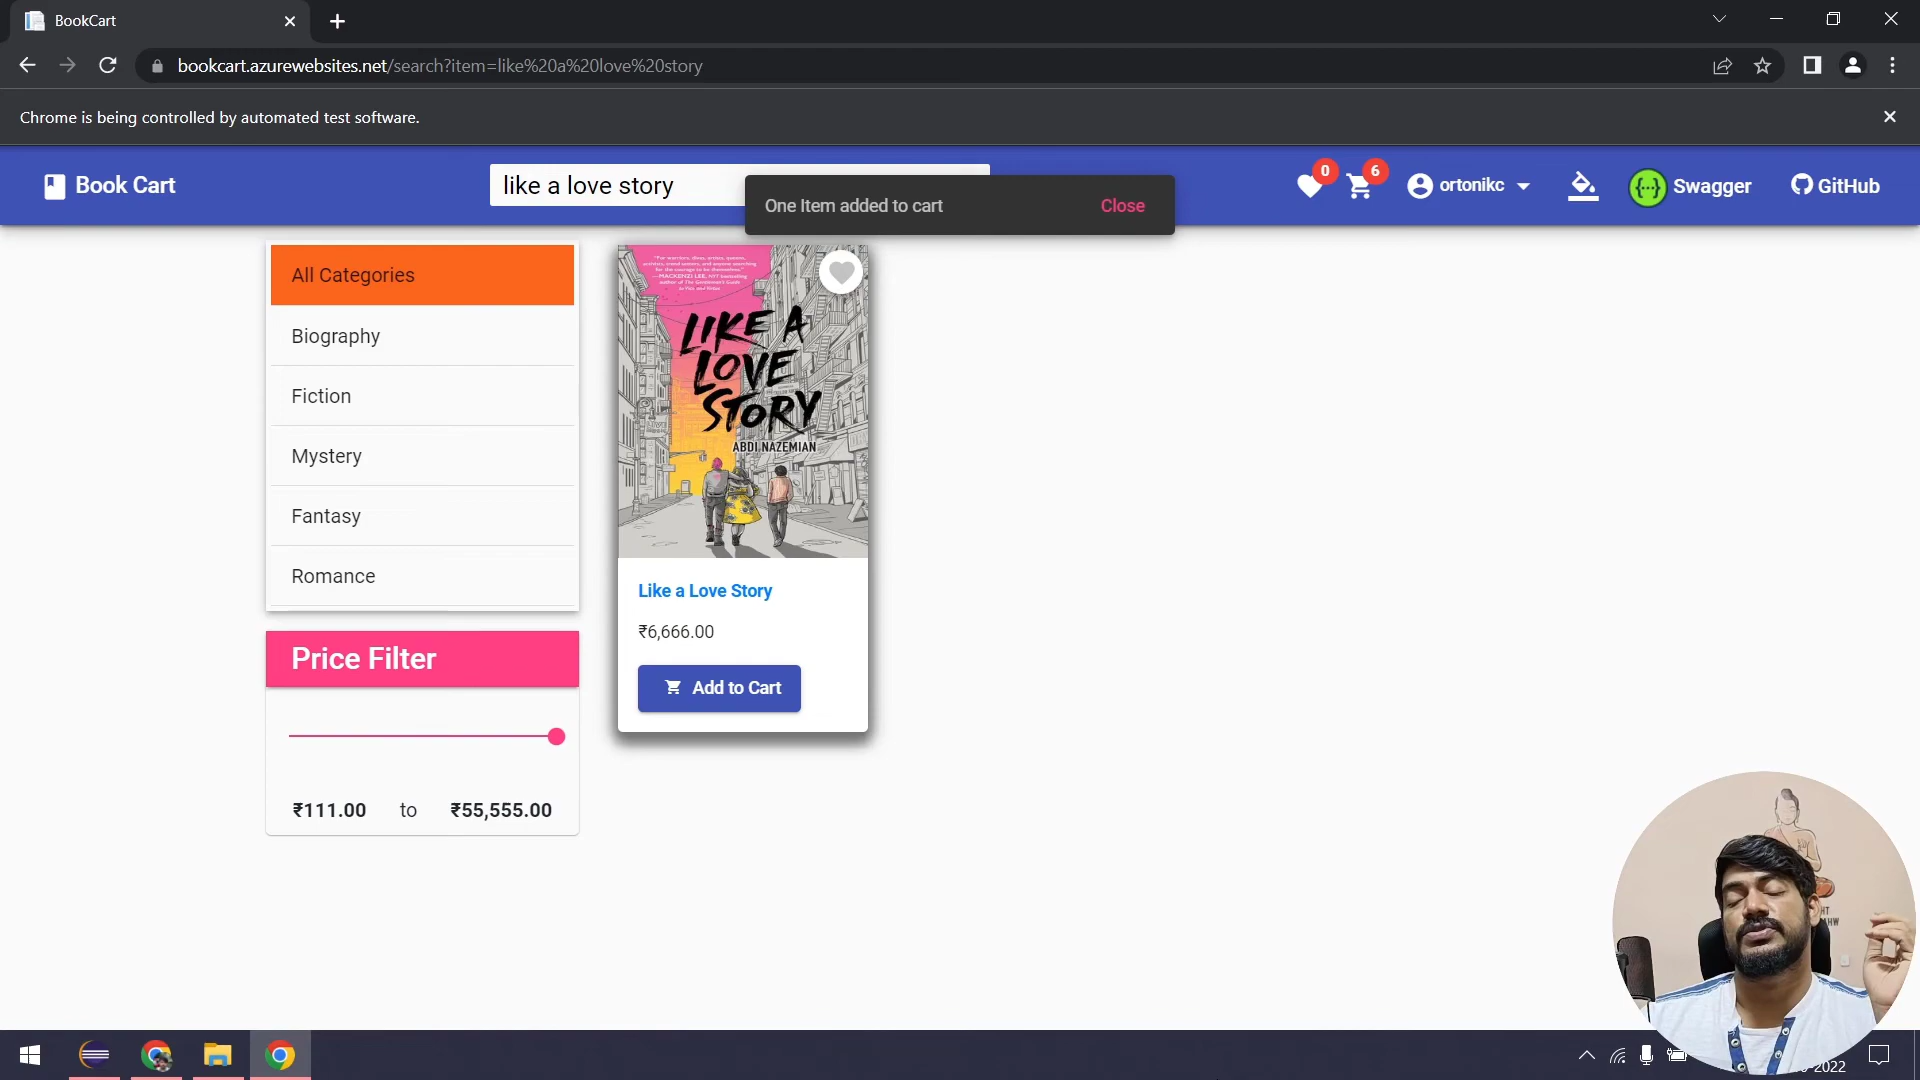 BookCart
bookcart.azurewebsites.net/search?item=like%20a%20love%20story
Chrome is being controlled by automated test software.
Book Cart
like a love story
One Item added to cart
Close
0
6
ortonikc
Swagger
GitHub
All Categories
Biography
Fiction
Mystery
Fantasy
Romance
Price Filter
₹111.00 to ₹55,555.00
LIKE A
LOVE
STORY
ABDI NAZEMIAN
Like a Love Story
₹6,666.00
Add to Cart